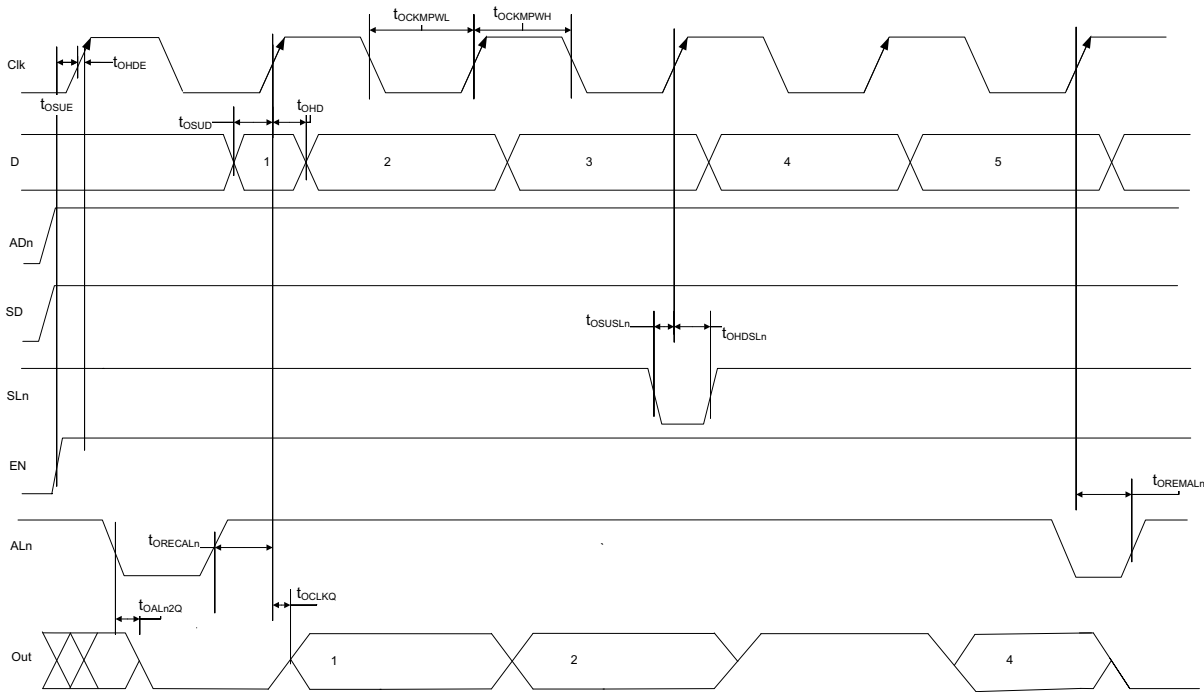 tOCKMPWL tOCKMPWH
Clk
tOHDE
tOSUE
tOSUD
tOHD
D 1 2 3 4 5
ADn
SD
tOSUSLn
tOHDSLn
SLn
EN
tOREMALn
ALn
tORECALn
tOALn2Q
tOCLKQ
Out 1 2 4